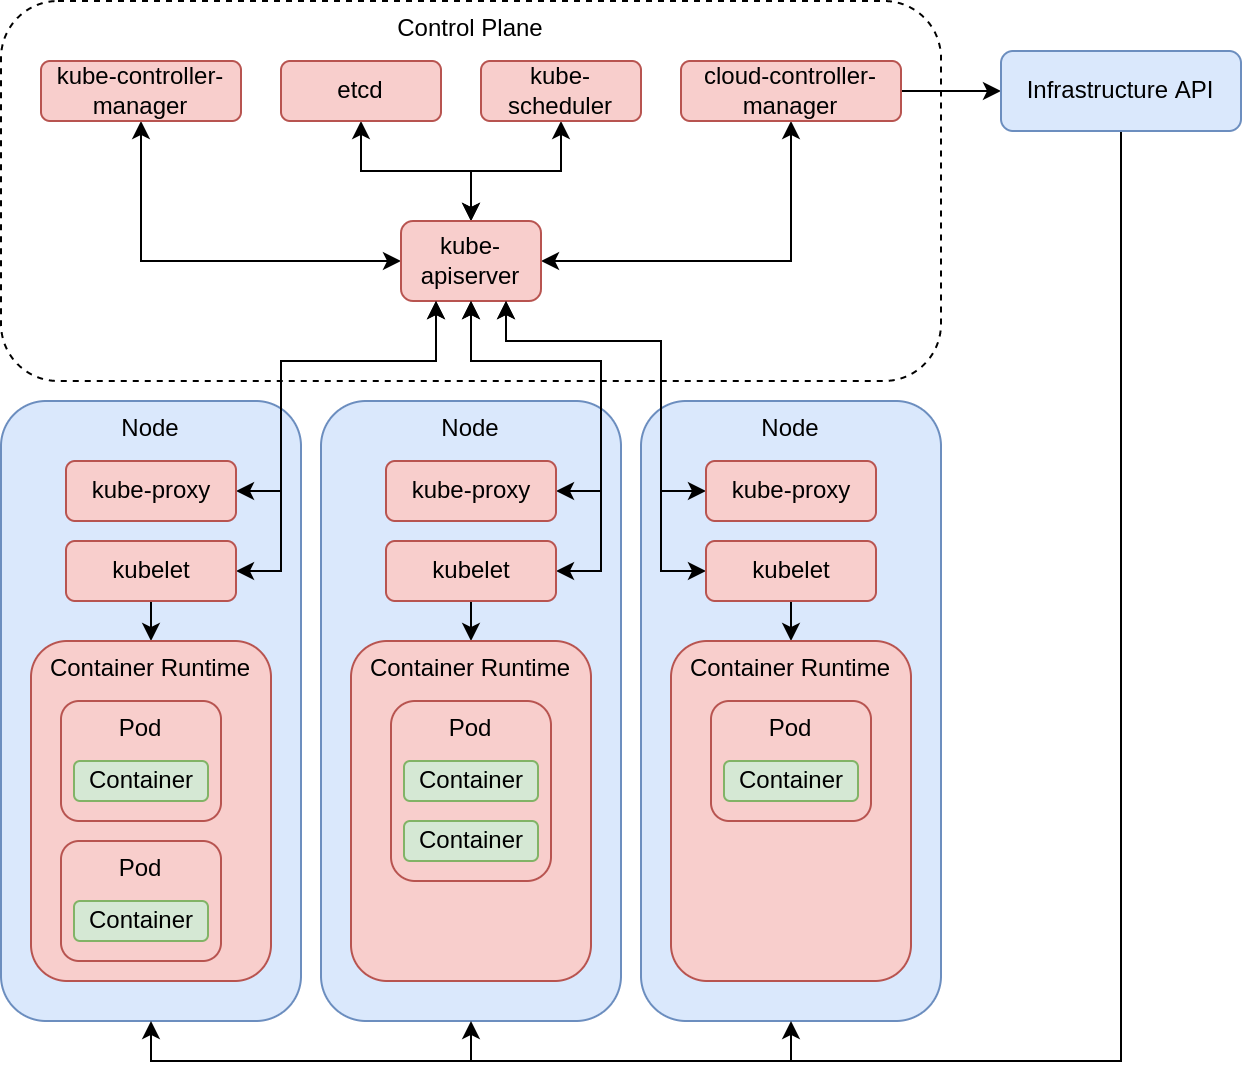 Control Plane
kube-controller-
manager
etcd
kube-
scheduler
cloud-controller-
manager
Infrastructure API
kube-
apiserver
Node
kube-proxy
kubelet
Container Runtime
Pod
Container
Pod
Container
Node
kube-proxy
kubelet
Container Runtime
Pod
Container
Container
Node
kube-proxy
kubelet
Container Runtime
Pod
Container